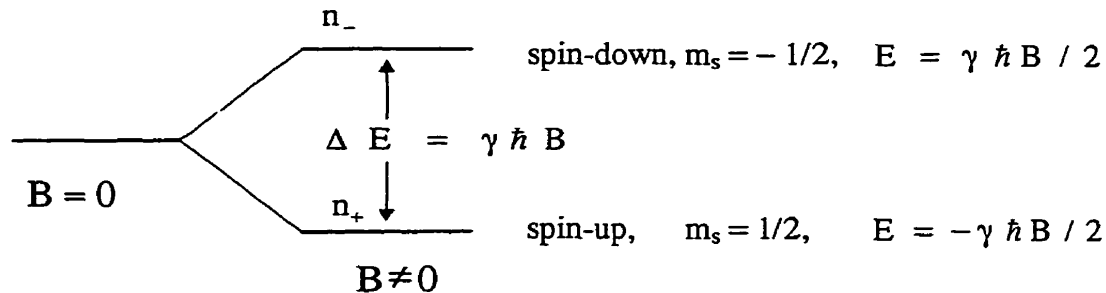 n₋
spin-down, mₛ = − 1/2, E = γ ħ B / 2
Δ E = γ ħ B
B = 0
n₊
spin-up, mₛ = 1/2, E = −γ ħ B / 2
B ≠ 0